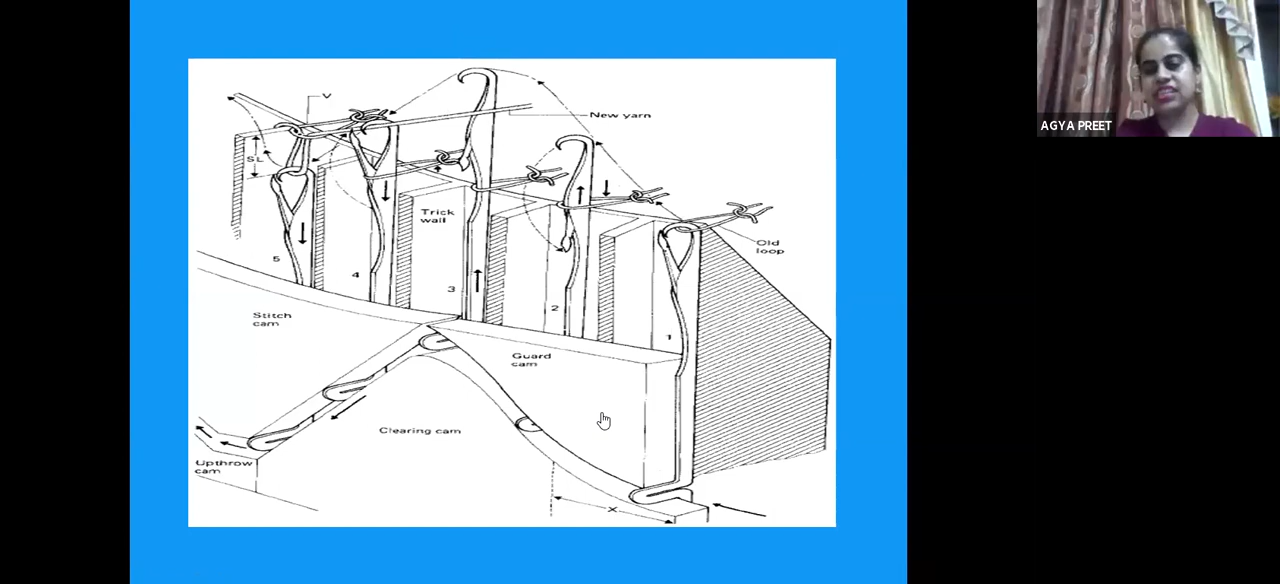 V
New yarn
SL
Trick
wall
Old
loop
5
4
3
2
1
Stitch
cam
Guard
cam
Clearing cam
Upthrow
cam
X
AGYA PREET